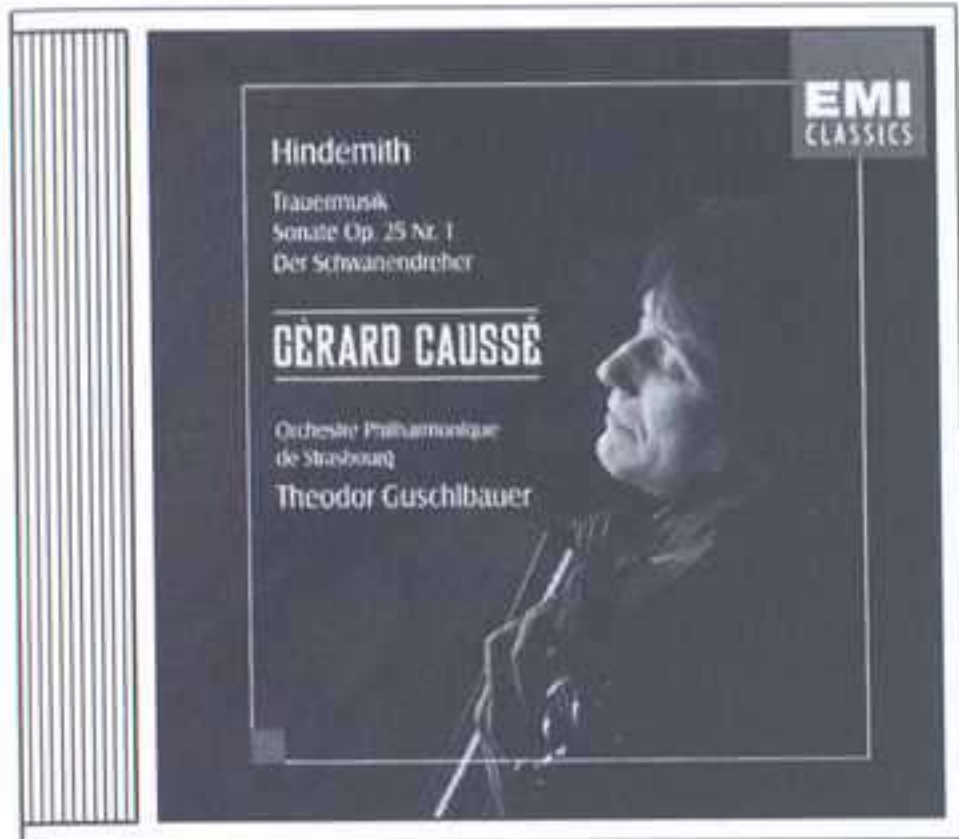 EMI
CLASSICS
Hindemith
Trauermusik
Sonate Op. 25 Nr. 1
Der Schwanendreher
GÉRARD CAUSSÉ
Orchestre Philharmonique
de Strasbourg
Theodor Guschlbauer